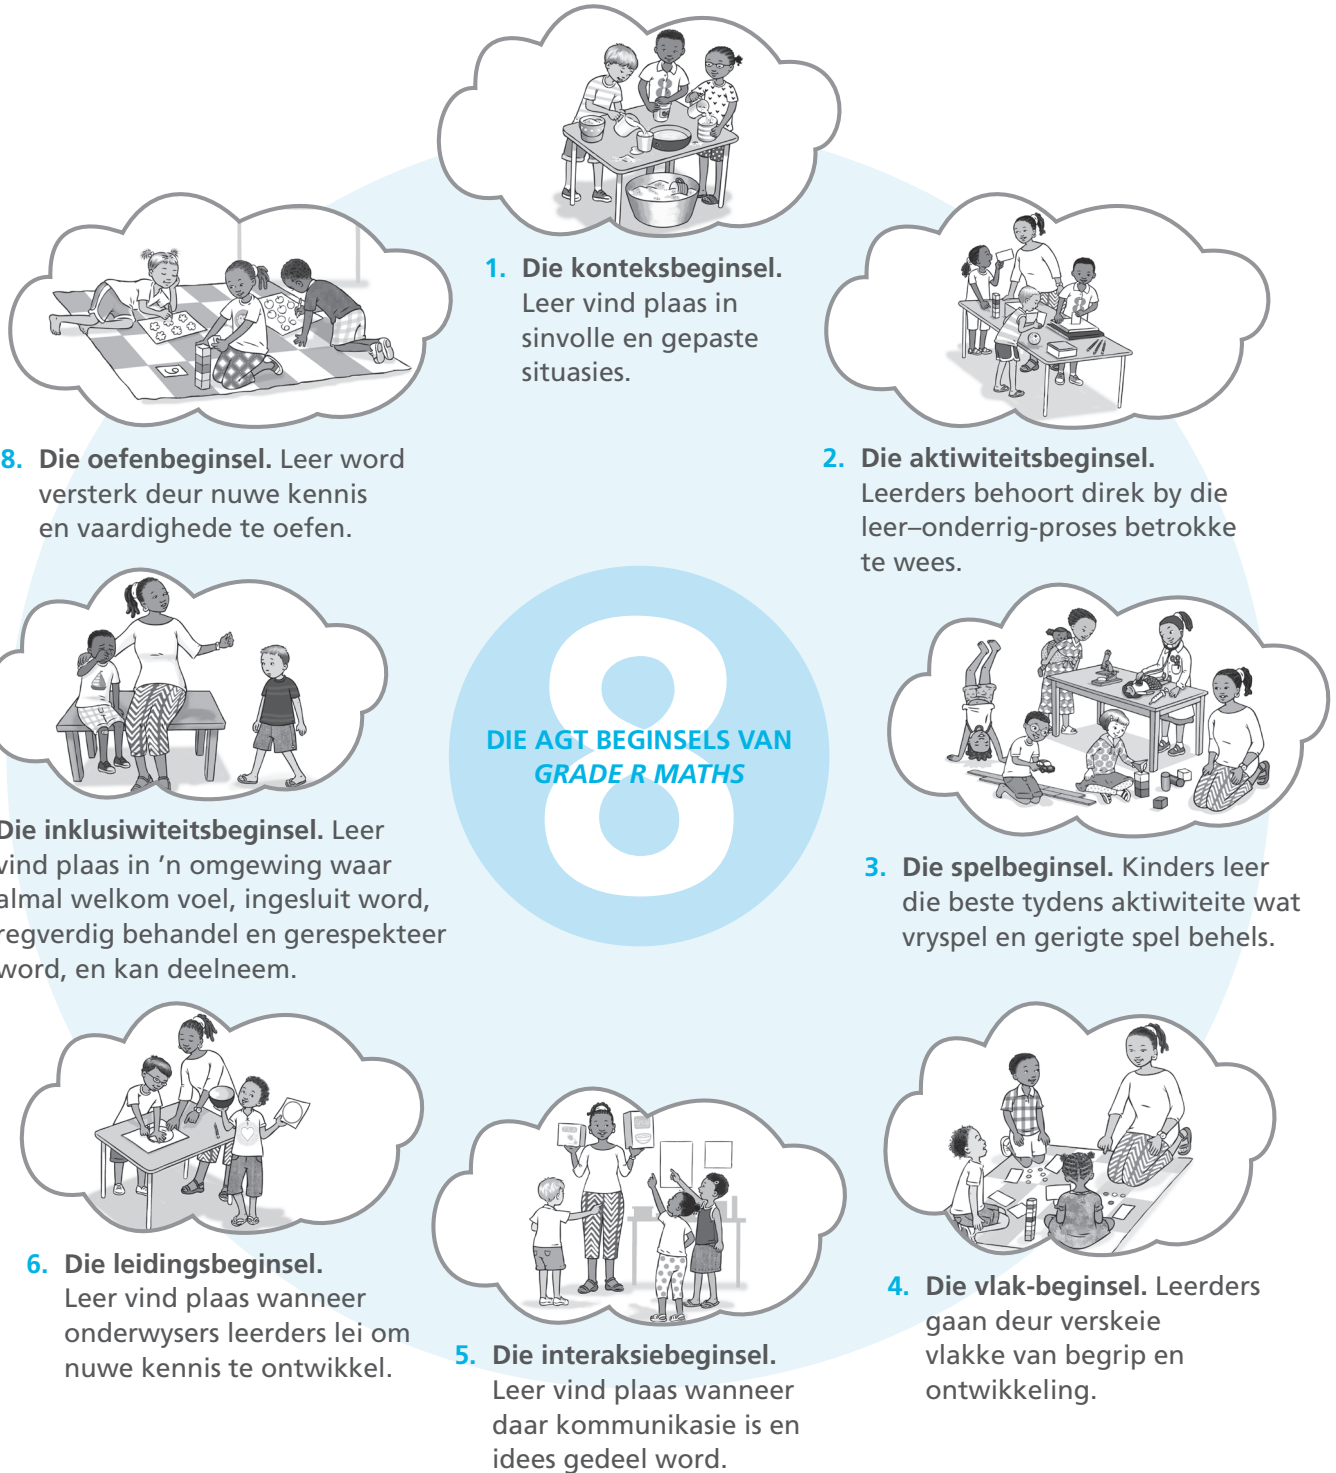 1. Die konteksbeginsel.
Leer vind plaas in
sinvolle en gepaste
situasies.
2. Die aktiwiteitsbeginsel.
Leerders behoort direk by die
leer–onderrig-proses betrokke
te wees.
3. Die spelbeginsel. Kinders leer
die beste tydens aktiwiteite wat
vryspel en gerigte spel behels.
4. Die vlak-beginsel. Leerders
gaan deur verskeie
vlakke van begrip en
ontwikkeling.
5. Die interaksiebeginsel.
Leer vind plaas wanneer
daar kommunikasie is en
idees gedeel word.
6. Die leidingsbeginsel.
Leer vind plaas wanneer
onderwysers leerders lei om
nuwe kennis te ontwikkel.
Die inklusiwiteitsbeginsel. Leer
vind plaas in ’n omgewing waar
almal welkom voel, ingesluit word,
regverdig behandel en gerespekteer
word, en kan deelneem.
8. Die oefenbeginsel. Leer word
versterk deur nuwe kennis
en vaardighede te oefen.
8
DIE AGT BEGINSELS VAN
GRADE R MATHS